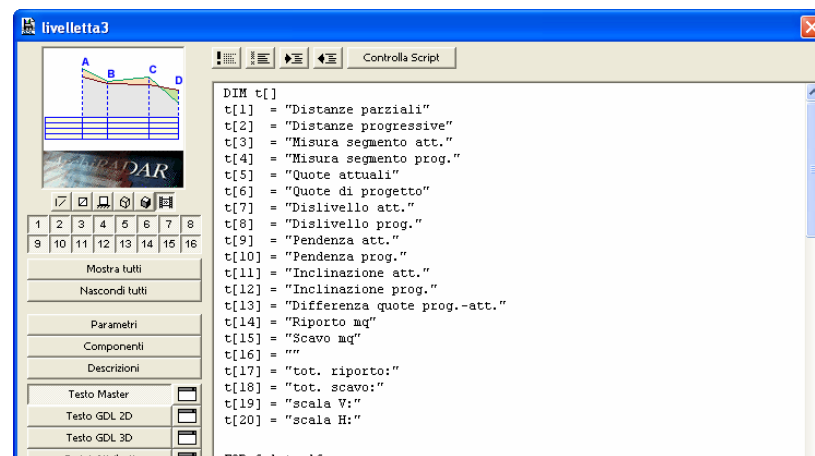 livelletta3
A
B
C
D
ArchiRADAR
1 2 3 4 5 6 7 8
9 10 11 12 13 14 15 16
Mostra tutti
Nascondi tutti
Parametri
Componenti
Descrizioni
Testo Master
Testo GDL 2D
Testo GDL 3D
Controlla Script
DIM t[]
t[1] = "Distanze parziali"
t[2] = "Distanze progressive"
t[3] = "Misura segmento att."
t[4] = "Misura segmento prog."
t[5] = "Quote attuali"
t[6] = "Quote di progetto"
t[7] = "Dislivello att."
t[8] = "Dislivello prog."
t[9] = "Pendenza att."
t[10] = "Pendenza prog."
t[11] = "Inclinazione att."
t[12] = "Inclinazione prog."
t[13] = "Differenza quote prog.-att."
t[14] = "Riporto mq"
t[15] = "Scavo mq"
t[16] = ""
t[17] = "tot. riporto:"
t[18] = "tot. scavo:"
t[19] = "scala V:"
t[20] = "scala H:"